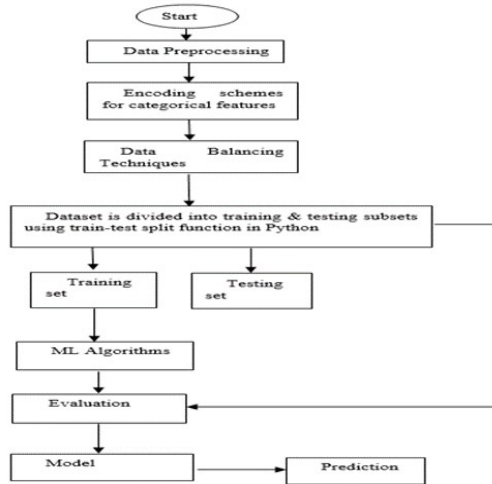 Start
Data Preprocessing
Encoding schemes
for categorical features
Data Balancing
Techniques
Dataset is divided into training & testing subsets
using train-test split function in Python
Training
set
Testing
set
ML Algorithms
Evaluation
Model
Prediction